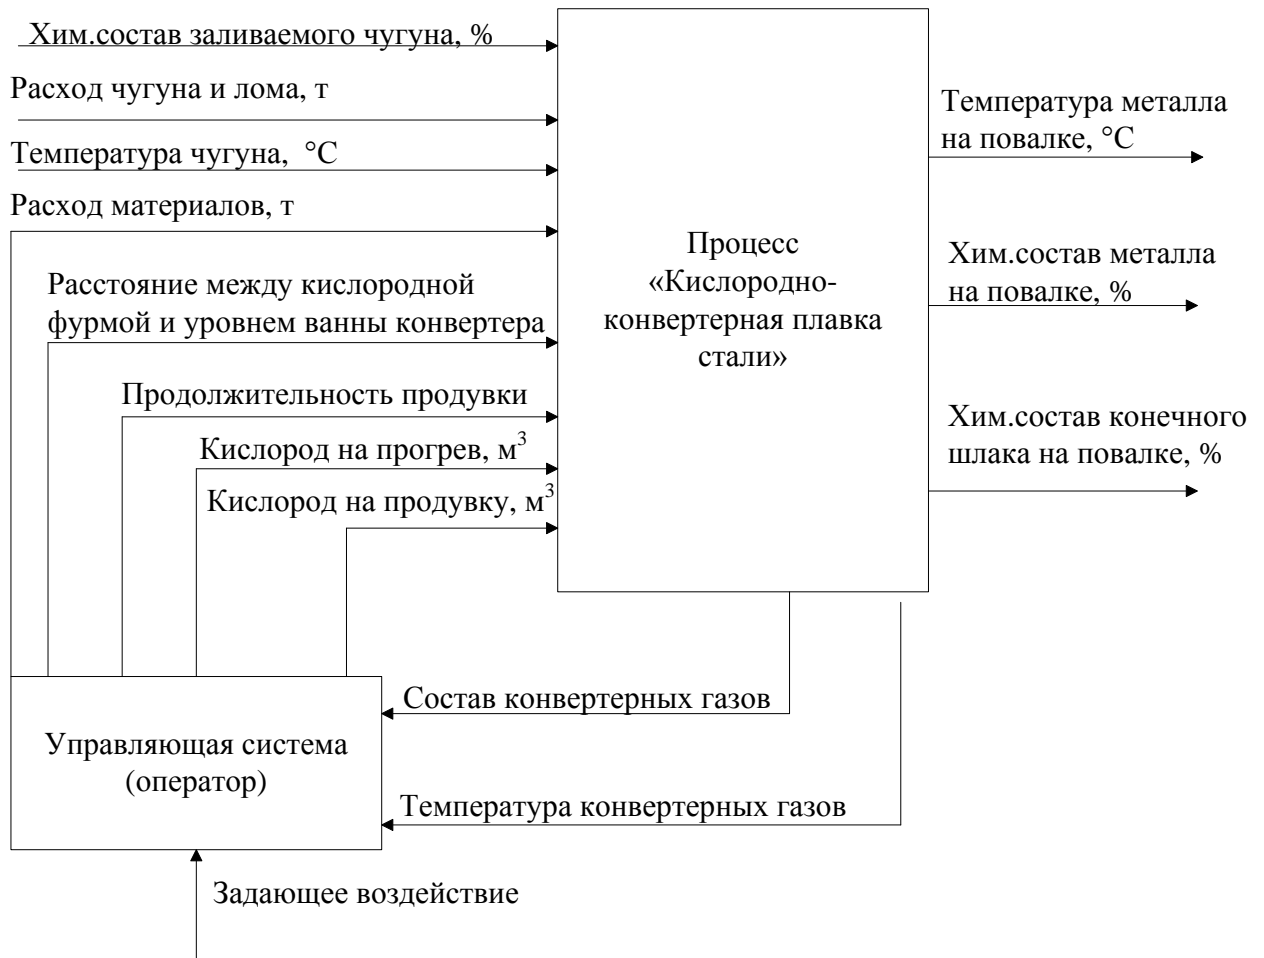 Хим.состав заливаемого чугуна, %
Расход чугуна и лома, т
Температура чугуна, °С
Расход материалов, т
Расстояние между кислородной
фурмой и уровнем ванны конвертера
Продолжительность продувки
Кислород на прогрев, м³
Кислород на продувку, м³
Процесс
«Кислородно-
конвертерная плавка
стали»
Температура металла
на повалке, °С
Хим.состав металла
на повалке, %
Хим.состав конечного
шлака на повалке, %
Состав конвертерных газов
Управляющая система
(оператор)
Температура конвертерных газов
Задающее воздействие